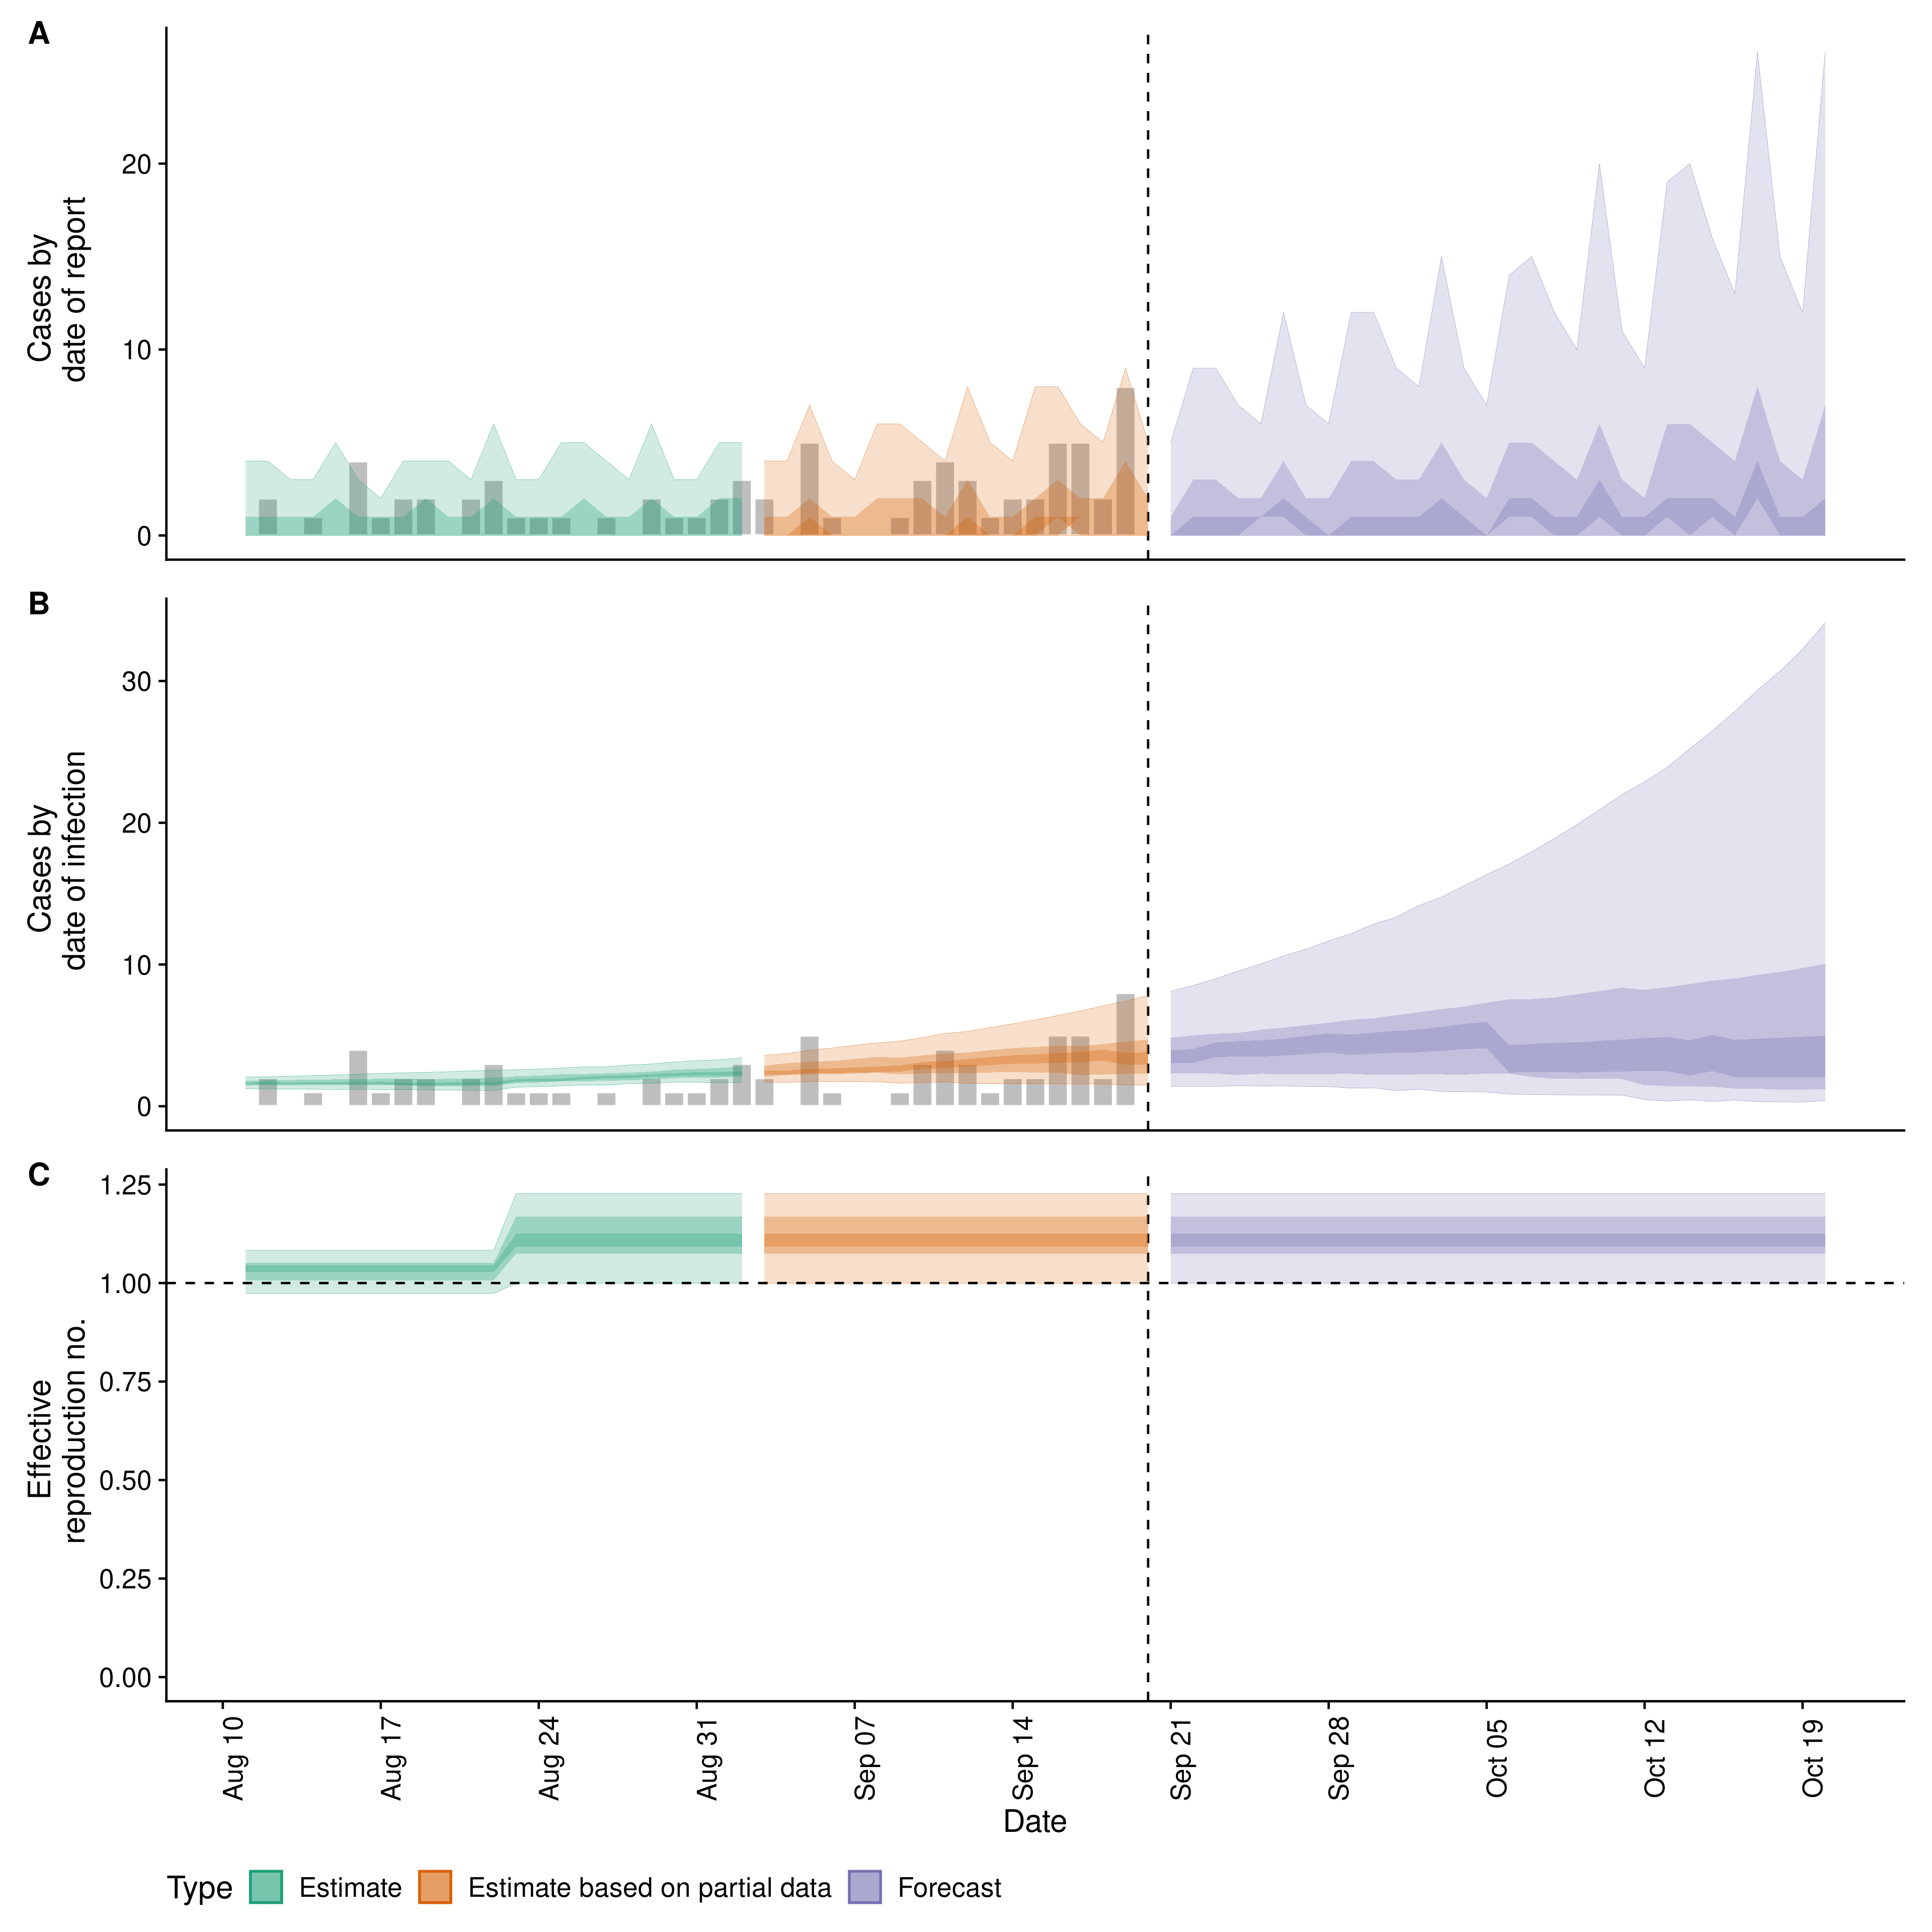 A
Cases by
date of report
20
10
0
B
Cases by
date of infection
30
20
10
0
C
Effective
reproduction no.
1.25
1.00
0.75
0.50
0.25
0.00
Aug 10
Aug 17
Aug 24
Aug 31
Sep 07
Sep 14
Sep 21
Sep 28
Oct 05
Oct 12
Oct 19
Date
Type Estimate Estimate based on partial data Forecast